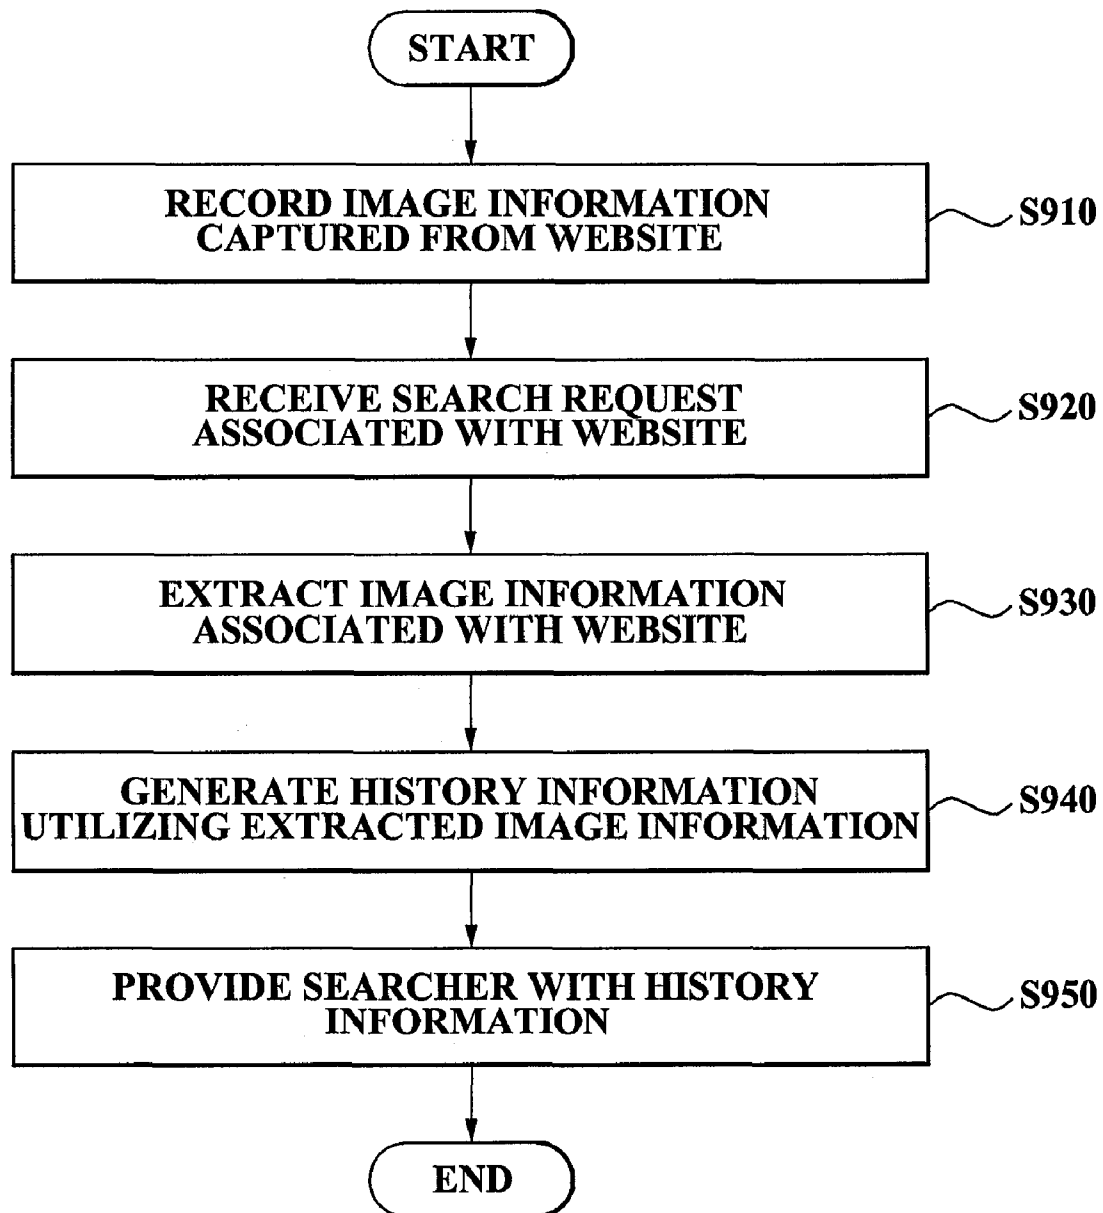 START
RECORD IMAGE INFORMATION
CAPTURED FROM WEBSITE
S910
RECEIVE SEARCH REQUEST
ASSOCIATED WITH WEBSITE
S920
EXTRACT IMAGE INFORMATION
ASSOCIATED WITH WEBSITE
S930
GENERATE HISTORY INFORMATION
UTILIZING EXTRACTED IMAGE INFORMATION
S940
PROVIDE SEARCHER WITH HISTORY
INFORMATION
S950
END